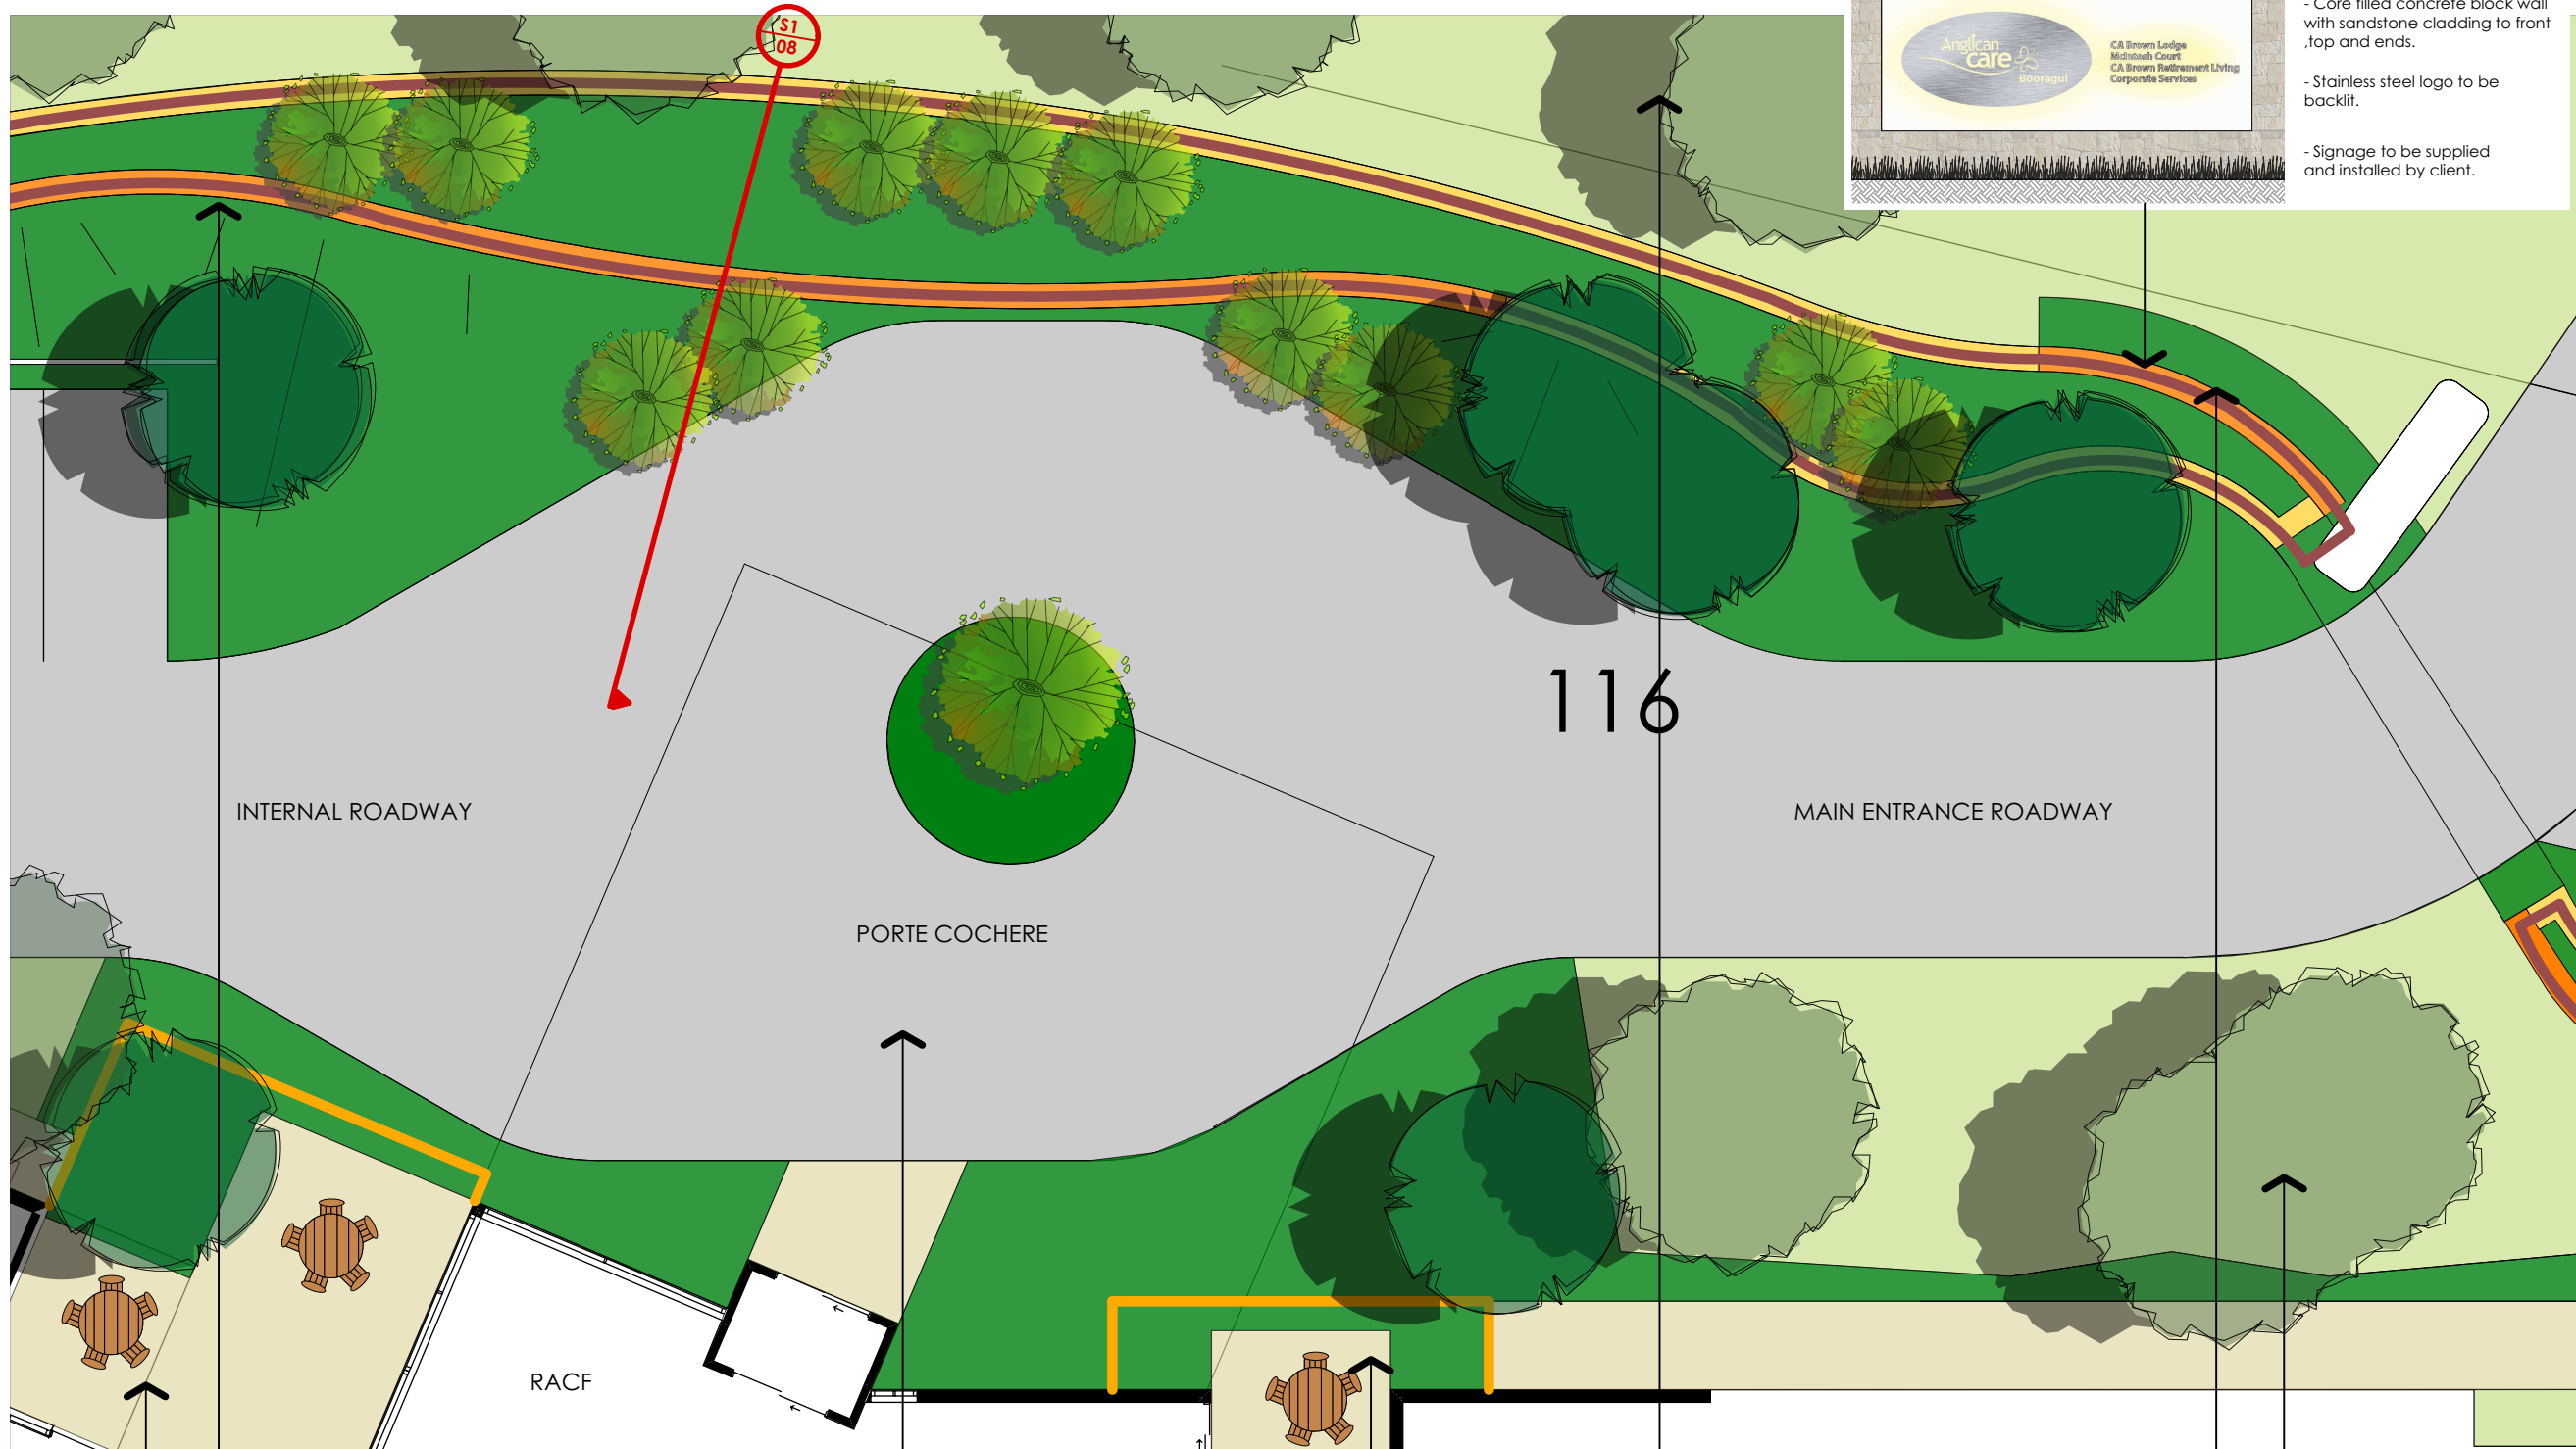 S1
08
Anglican
care
Booragul
CA Brown Lodge
McIntosh Court
CA Brown Retirement Living
Corporate Services
- Core filled concrete block wall
with sandstone cladding to front
,top and ends.
- Stainless steel logo to be
backlit.
- Signage to be supplied
and installed by client.
116
INTERNAL ROADWAY
MAIN ENTRANCE ROADWAY
PORTE COCHERE
RACF